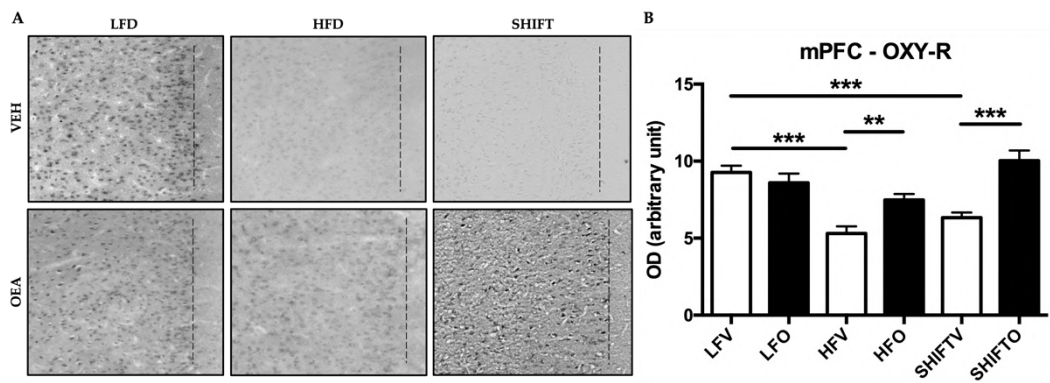 A
LFD HFD SHIFT
VEH
OEA
B
mPFC - OXY-R
OD (arbitrary unit)
15
10
5
0
***
***
**
***
LFV LFO HFV HFO SHIFTV SHIFTO